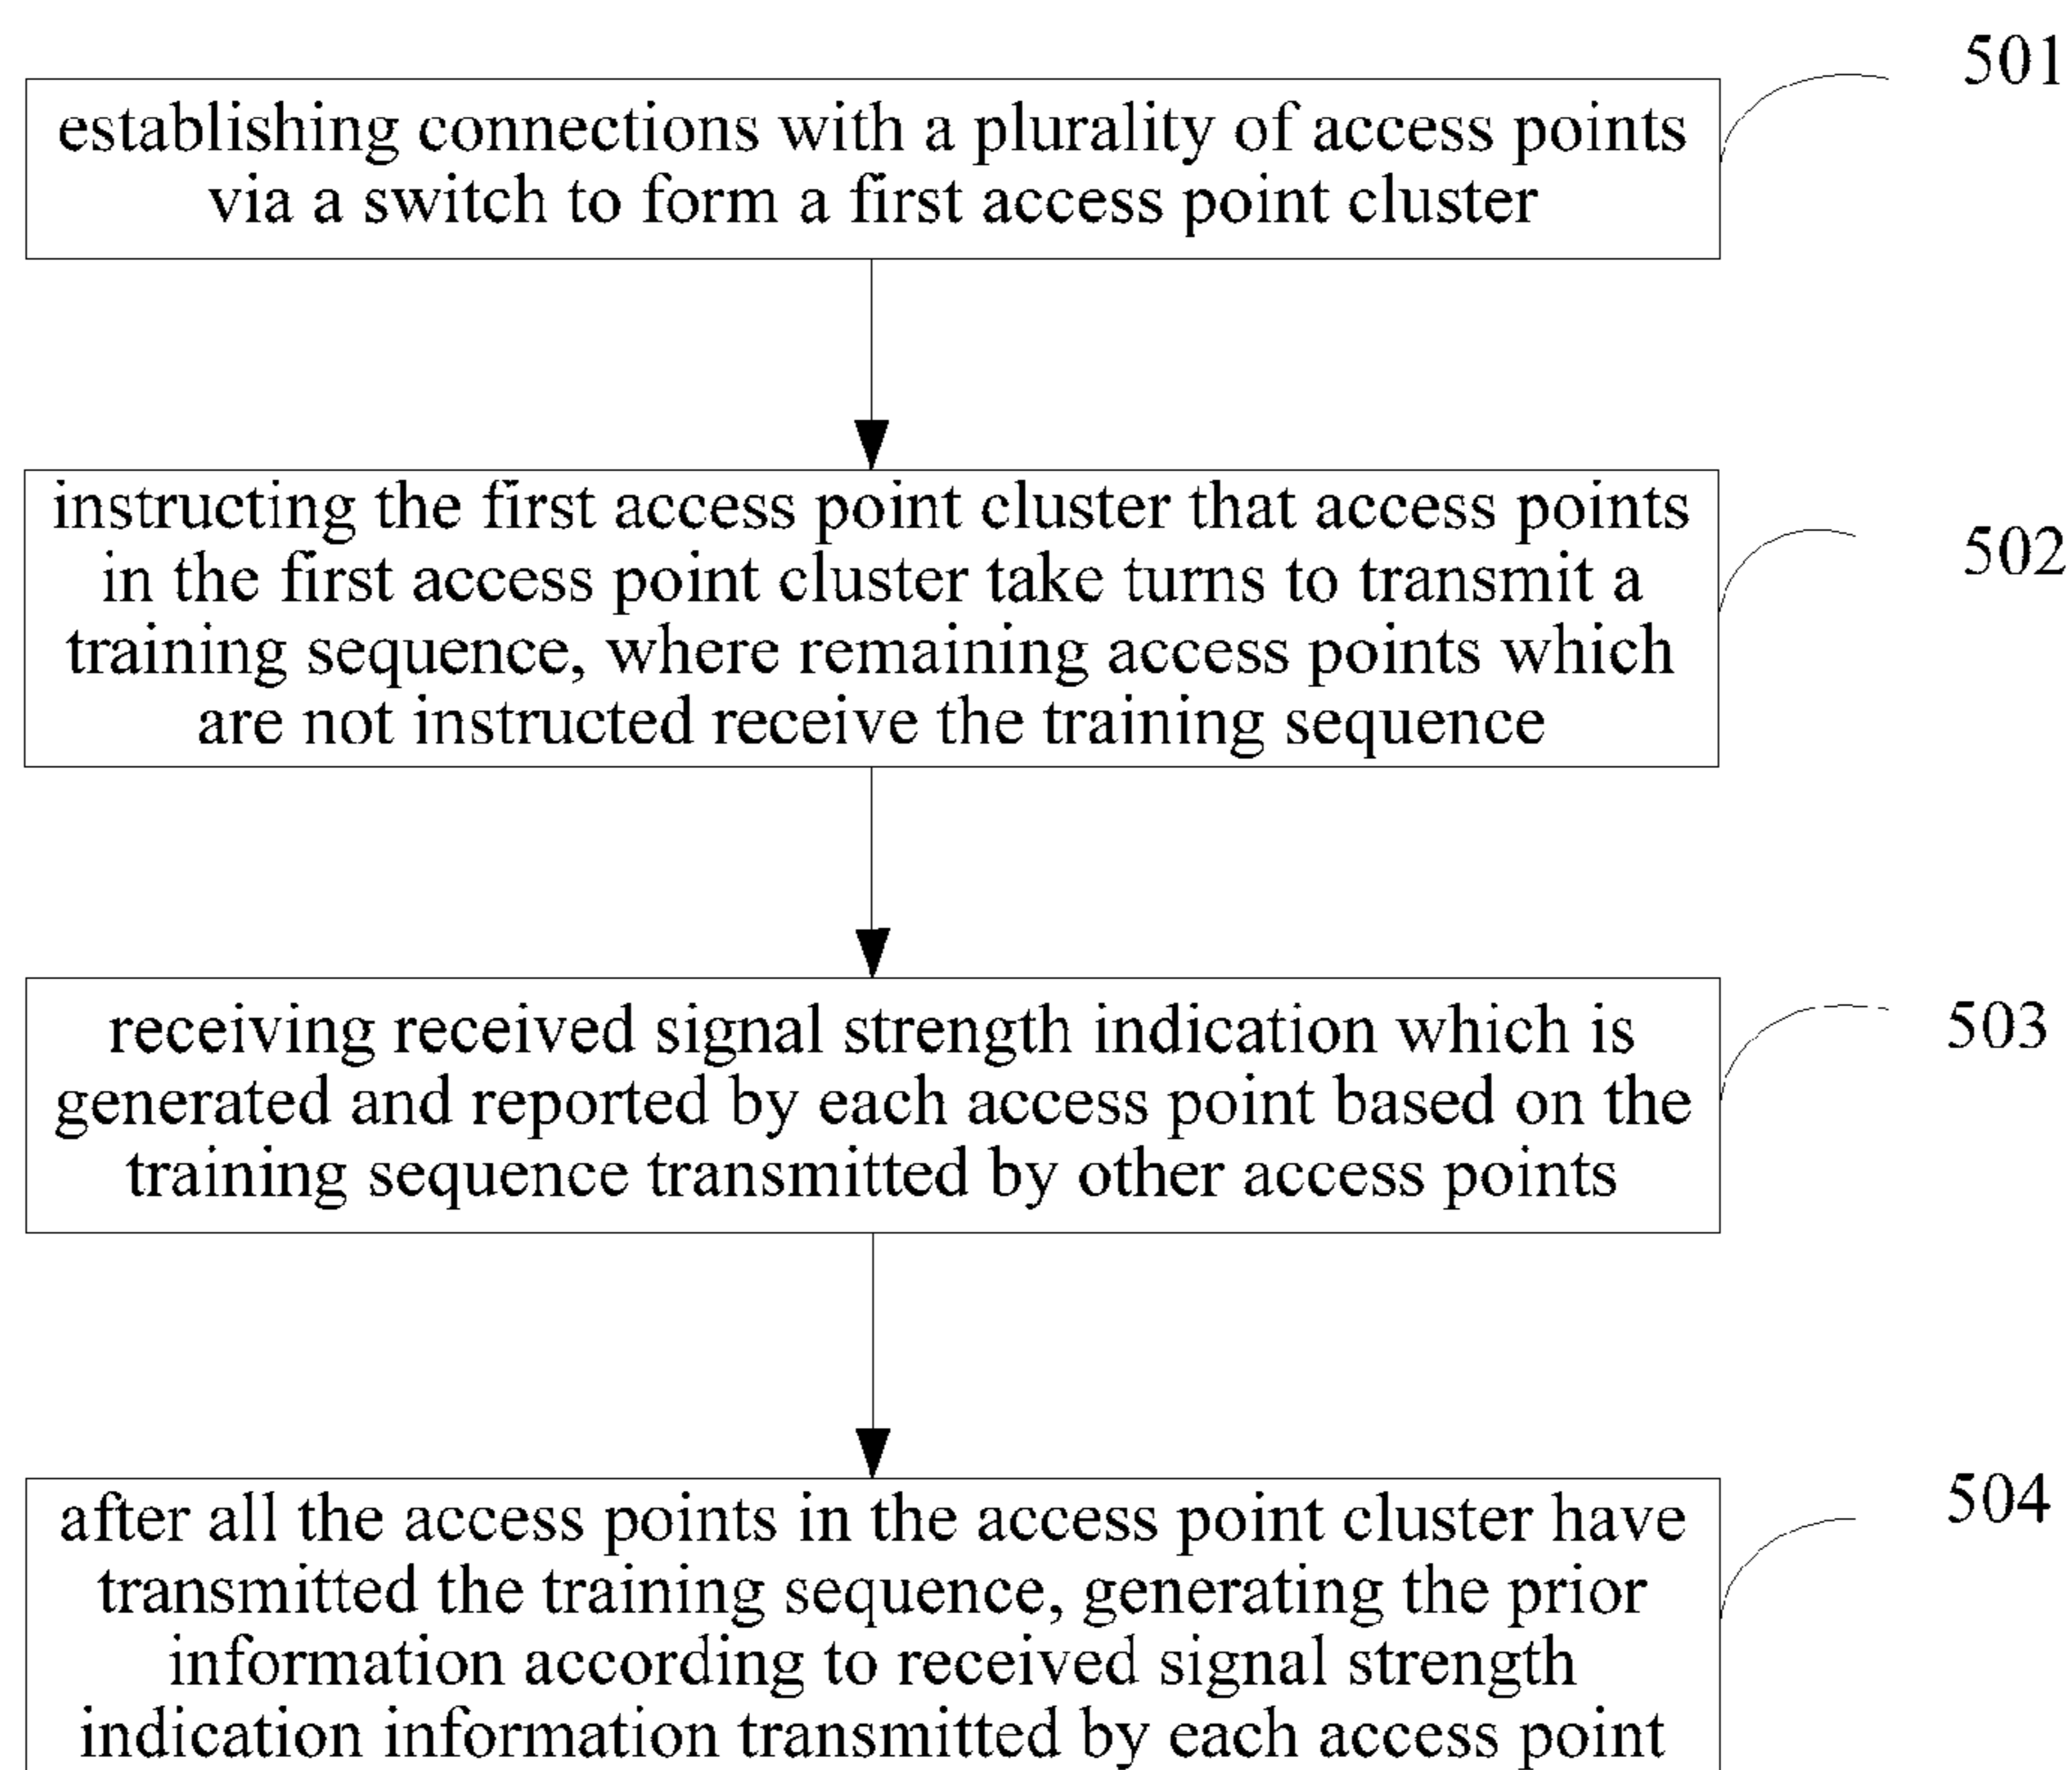 501
establishing connections with a plurality of access points
via a switch to form a first access point cluster
instructing the first access point cluster that access points
in the first access point cluster take turns to transmit a
training sequence, where remaining access points which
are not instructed receive the training sequence
502
receiving received signal strength indication which is
generated and reported by each access point based on the
training sequence transmitted by other access points
503
after all the access points in the access point cluster have
transmitted the training sequence, generating the prior
information according to received signal strength
indication information transmitted by each access point
504